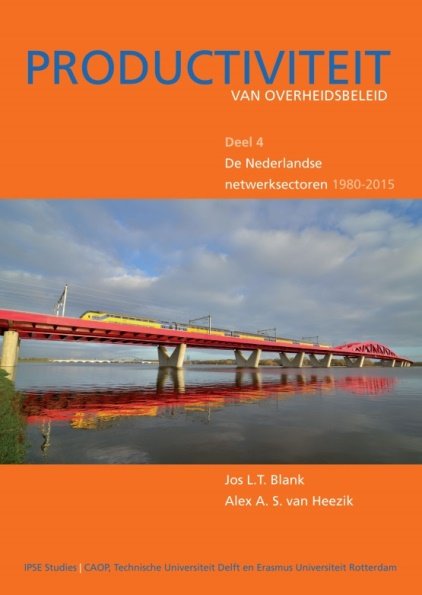 PRODUCTIVITEIT
VAN OVERHEIDSBELEID
Deel 4
De Nederlandse
netwerksectoren 1980-2015
Jos L.T. Blank
Alex A. S. van Heezik
IPSE Studies | CAOP, Technische Universiteit Delft en Erasmus Universiteit Rotterdam